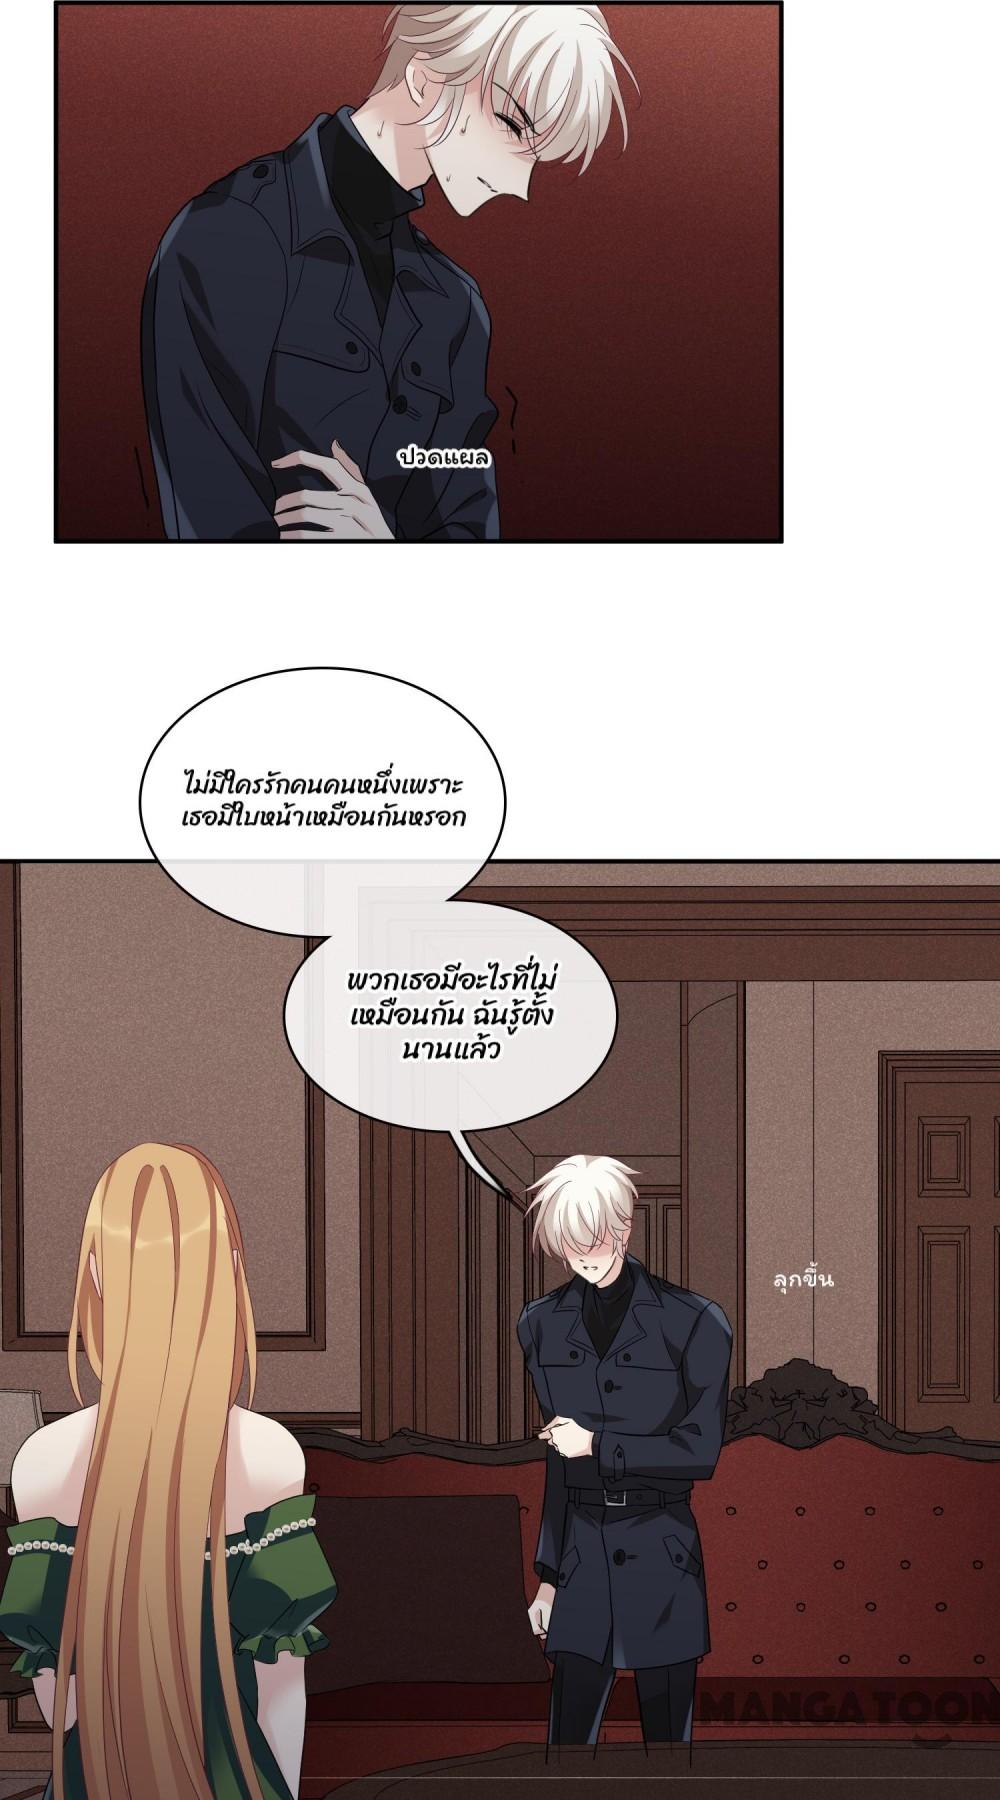 ปวดแผล
ไม่มีใครรักคนคนหนึ่งเพราะ
เธอมีใบหน้าเหมือนกันหรอก
พวกเธอมีอะไรที่ไม่
เหมือนกัน ฉันรู้ตั้ง
นานแล้ว
ลุกขึ้น
MANGATOON